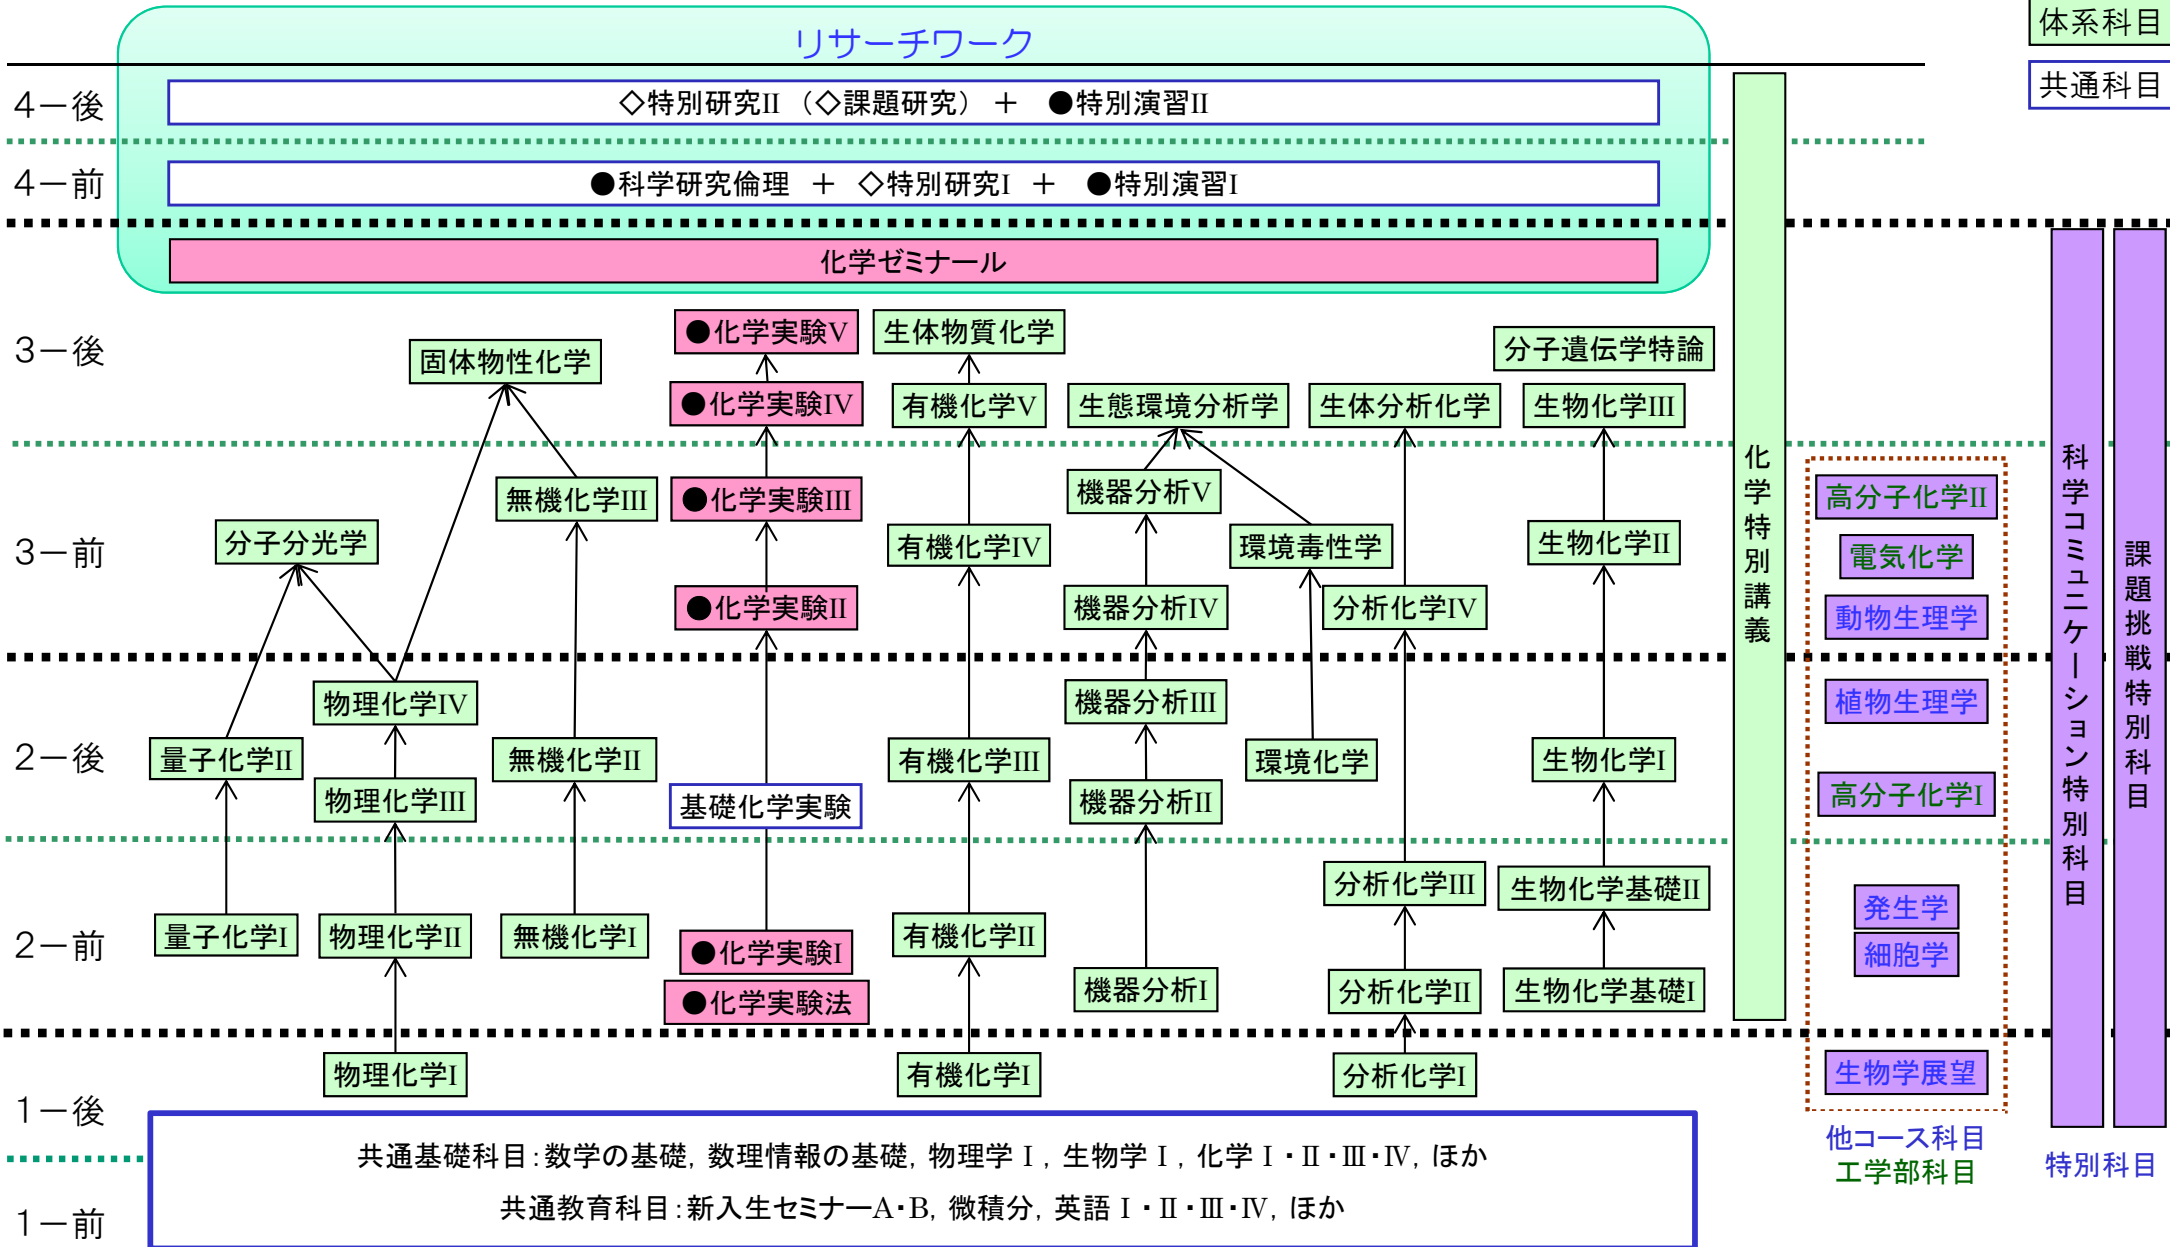 リサーチワーク
体系科目
共通科目
4－後
◇特別研究II （◇課題研究） ＋ ●特別演習II
4－前
●科学研究倫理 ＋ ◇特別研究I ＋ ●特別演習I
化学ゼミナール
3－後
●化学実験V
生体物質化学
分子遺伝学特論
固体物性化学
●化学実験IV
有機化学V
生態環境分析学
生体分析化学
生物化学III
3－前
無機化学III
●化学実験III
機器分析V
分子分光学
有機化学IV
環境毒性学
生物化学II
●化学実験II
機器分析IV
分析化学IV
2－後
物理化学IV
機器分析III
量子化学II
無機化学II
有機化学III
環境化学
生物化学I
物理化学III
基礎化学実験
機器分析II
2－前
分析化学III
生物化学基礎II
量子化学I
物理化学II
無機化学I
●化学実験I
有機化学II
●化学実験法
機器分析I
分析化学II
生物化学基礎I
1－後
物理化学I
有機化学I
分析化学I
共通基礎科目：数学の基礎，数理情報の基礎，物理学 I ，生物学 I ，化学 I ・II・III・IV，ほか
1－前
共通教育科目：新入生セミナーA・B，微積分，英語 I ・II・III・IV，ほか
化学特別講義
高分子化学II
電気化学
動物生理学
植物生理学
高分子化学I
発生学
細胞学
生物学展望
他コース科目
工学部科目
科学コミュニケーション特別科目
課題挑戦特別科目
特別科目